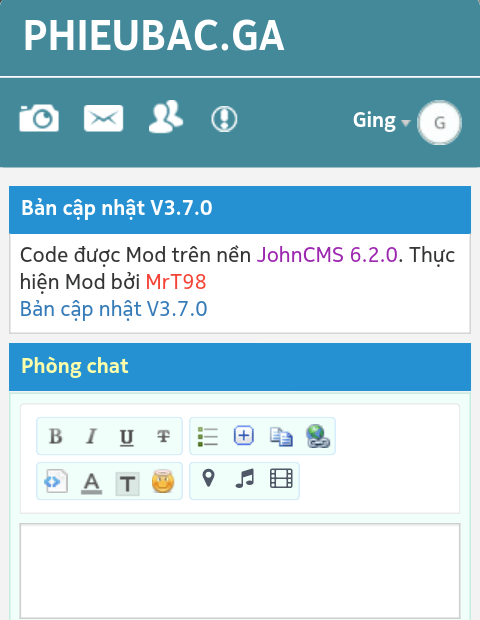 PHIEUBAC.GA
Ging
G
Bản cập nhật V3.7.0
Code được Mod trên nền JohnCMS 6.2.0. Thực
hiện Mod bởi MrT98
Bản cập nhật V3.7.0
Phòng chat
B I U T
A T